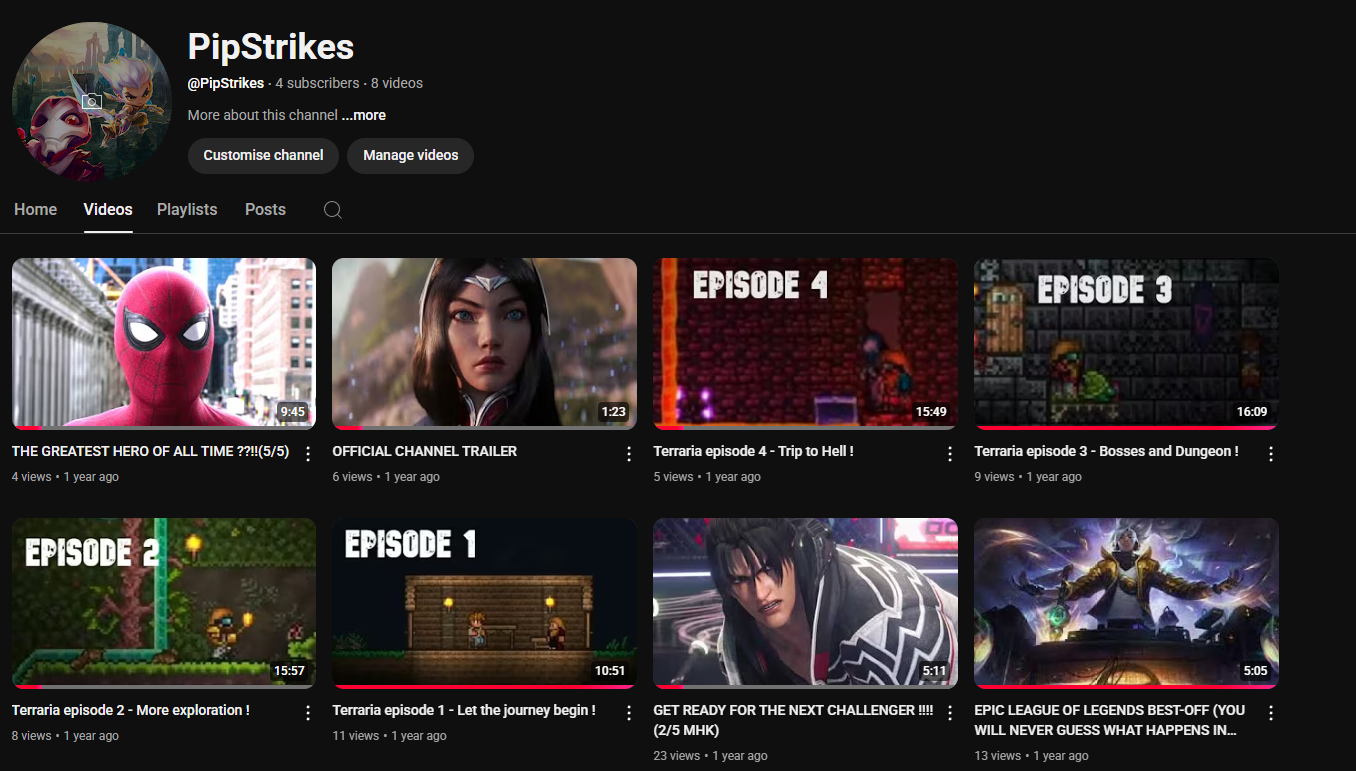 PipStrikes
@PipStrikes · 4 subscribers · 8 videos
More about this channel ...more
Customise channel
Manage videos
Home
Videos
Playlists
Posts
9:45
1:23
EPISODE 4
15:49
EPISODE 3
16:09
THE GREATEST HERO OF ALL TIME ??!!(5/5)
4 views • 1 year ago
OFFICIAL CHANNEL TRAILER
6 views • 1 year ago
Terraria episode 4 - Trip to Hell !
5 views • 1 year ago
Terraria episode 3 - Bosses and Dungeon !
9 views • 1 year ago
EPISODE 2
15:57
EPISODE 1
10:51
5:11
5:05
Terraria episode 2 - More exploration !
8 views • 1 year ago
Terraria episode 1 - Let the journey begin !
11 views • 1 year ago
GET READY FOR THE NEXT CHALLENGER !!!!
(2/5 MHK)
23 views • 1 year ago
EPIC LEAGUE OF LEGENDS BEST-OFF (YOU
WILL NEVER GUESS WHAT HAPPENS IN...
13 views • 1 year ago